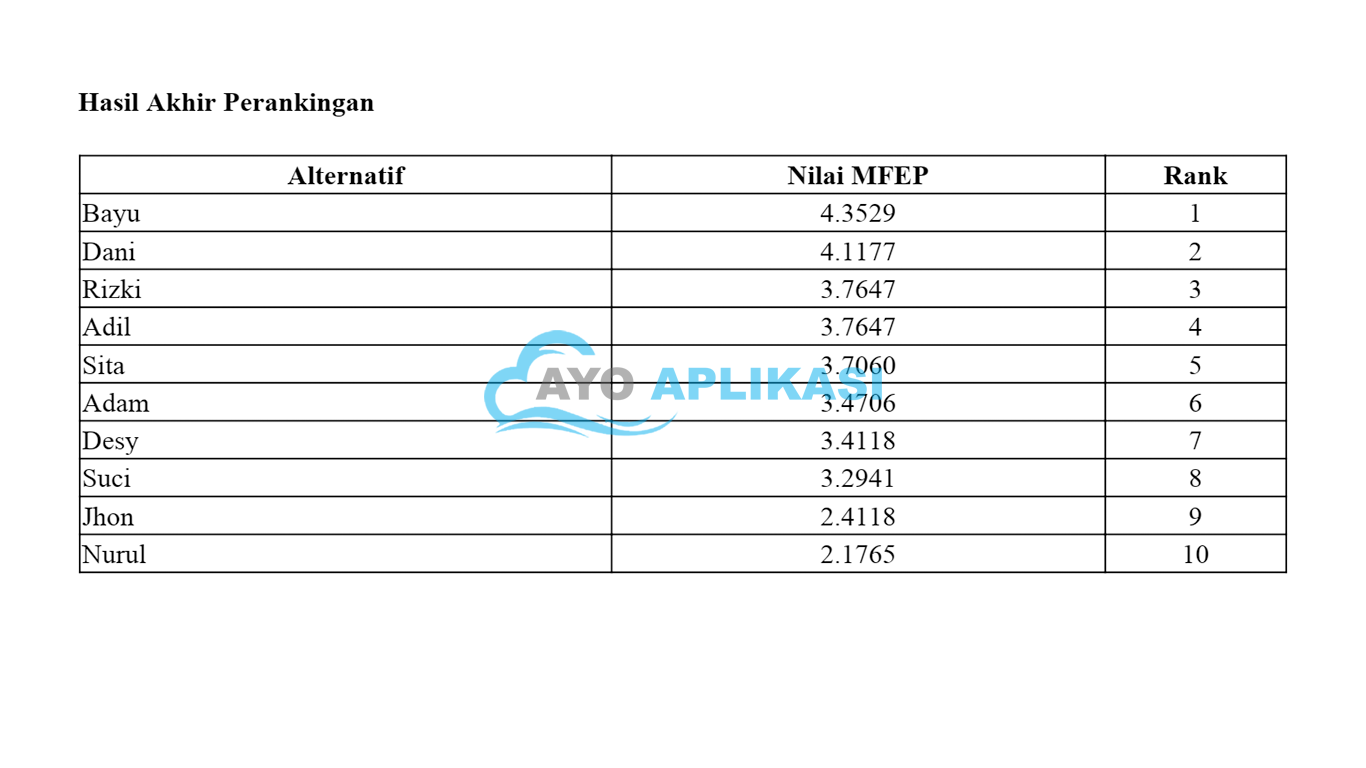 Hasil Akhir Perankingan
Alternatif Nilai MFEP Rank
Bayu 4.3529 1
Dani 4.1177 2
Rizki 3.7647 3
Adil 3.7647 4
Sita 3.7060 5
AYO APLIKASI
Adam 3.4706 6
Desy 3.4118 7
Suci 3.2941 8
Jhon 2.4118 9
Nurul 2.1765 10